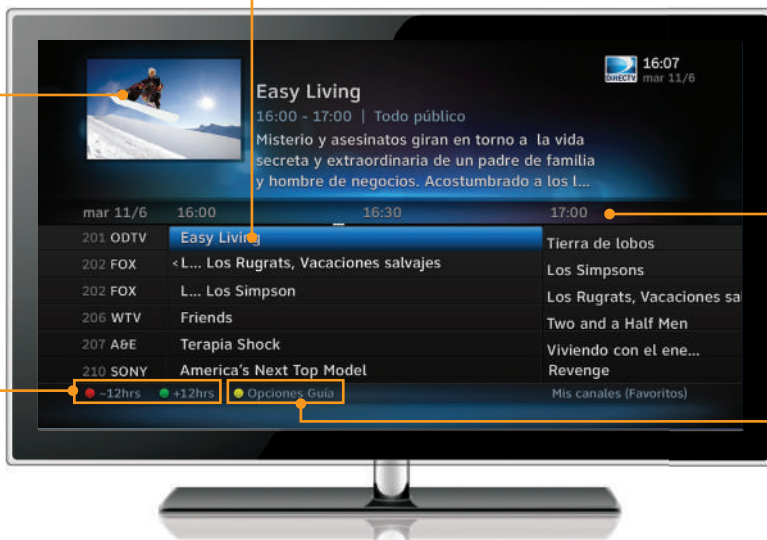 DIRECTV
16:07
mar 11/6
Easy Living
16:00 - 17:00 | Todo público
Misterio y asesinatos giran en torno a la vida
secreta y extraordinaria de un padre de familia
y hombre de negocios. Acostumbrado a los l...
mar 11/6 16:00 16:30 17:00
201 ODTV Easy Living Tierra de lobos
202 FOX <L... Los Rugrats, Vacaciones salvajes Los Simpsons
202 FOX L... Los Simpson Los Rugrats, Vacaciones sal
206 WTV Friends Two and a Half Men
207 A&E Terapia Shock Viviendo con el ene...
210 SONY America's Next Top Model Revenge
-12hrs +12hrs Opciones Guía Mis canales (Favoritos)